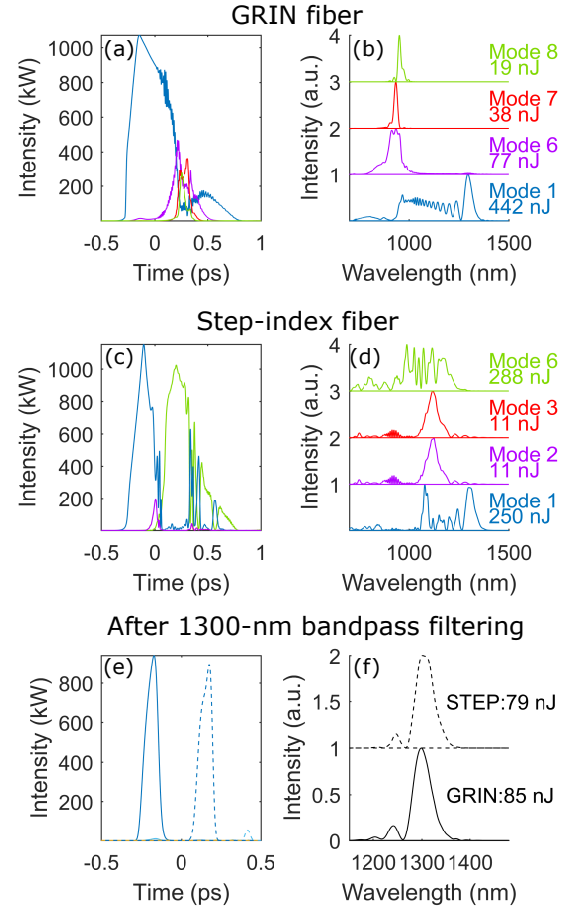 GRIN fiber
(a)
Intensity (kW)
1000
800
600
400
200
-0.5 0 0.5 1
Time (ps)
(b)
Intensity (a.u.)
4
3
2
1
Mode 8
19 nJ
Mode 7
38 nJ
Mode 6
77 nJ
Mode 1
442 nJ
1000 1500
Wavelength (nm)
Step-index fiber
(c)
Intensity (kW)
1000
800
600
400
200
-0.5 0 0.5 1
Time (ps)
(d)
Intensity (a.u.)
4
3
2
1
Mode 6
288 nJ
Mode 3
11 nJ
Mode 2
11 nJ
Mode 1
250 nJ
1000 1500
Wavelength (nm)
After 1300-nm bandpass filtering
(e)
Intensity (kW)
800
600
400
200
-0.5 0 0.5
Time (ps)
(f)
Intensity (a.u.)
2
1
0
STEP:79 nJ
GRIN:85 nJ
1200 1300 1400
Wavelength (nm)